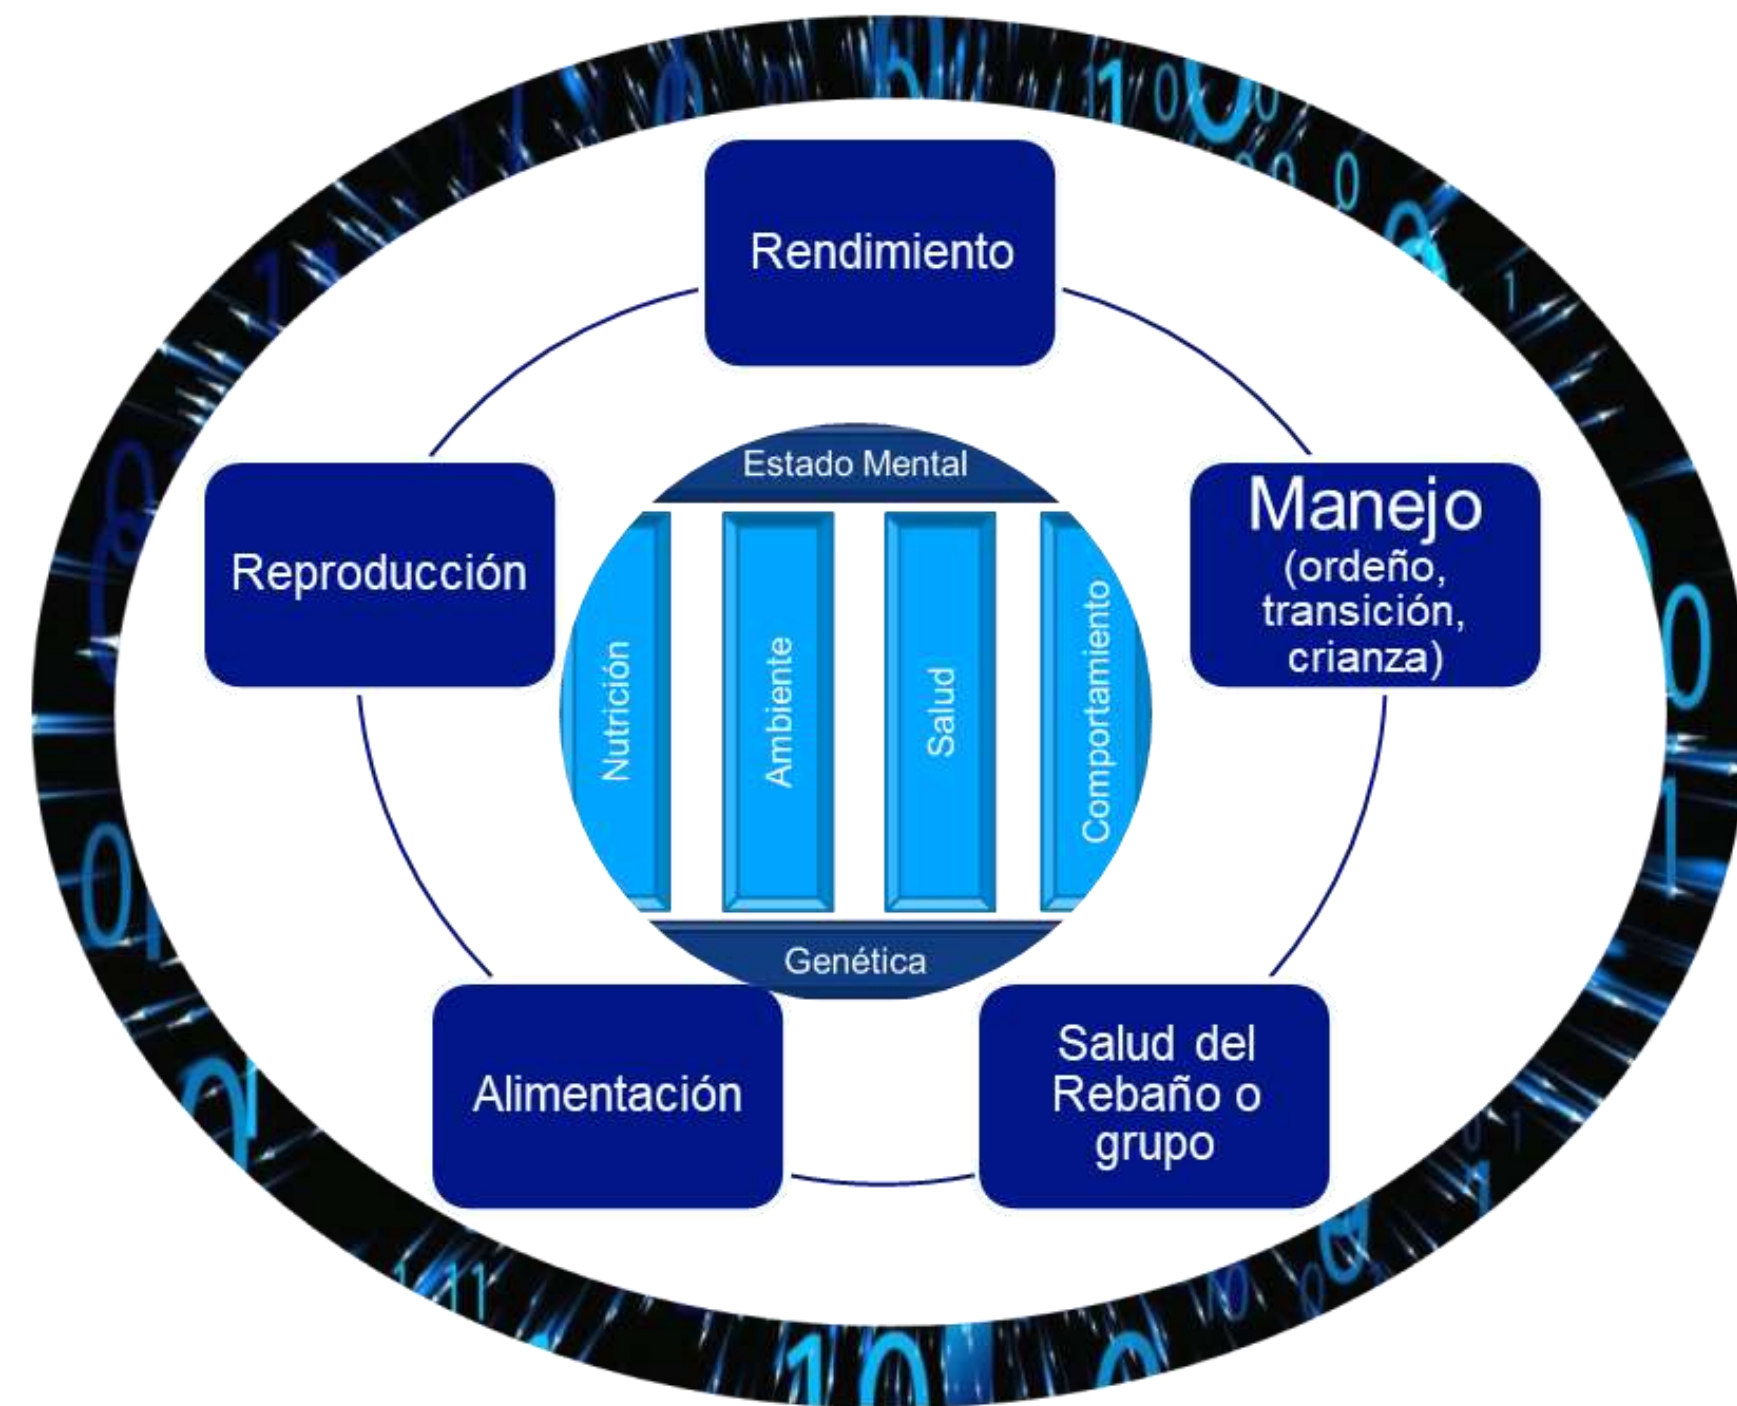 Rendimiento
Manejo
(ordeño,
transición,
crianza)
Salud del
Rebaño o
grupo
Alimentación
Reproducción
Estado Mental
Nutrición
Ambiente
Salud
Comportamiento
Genética